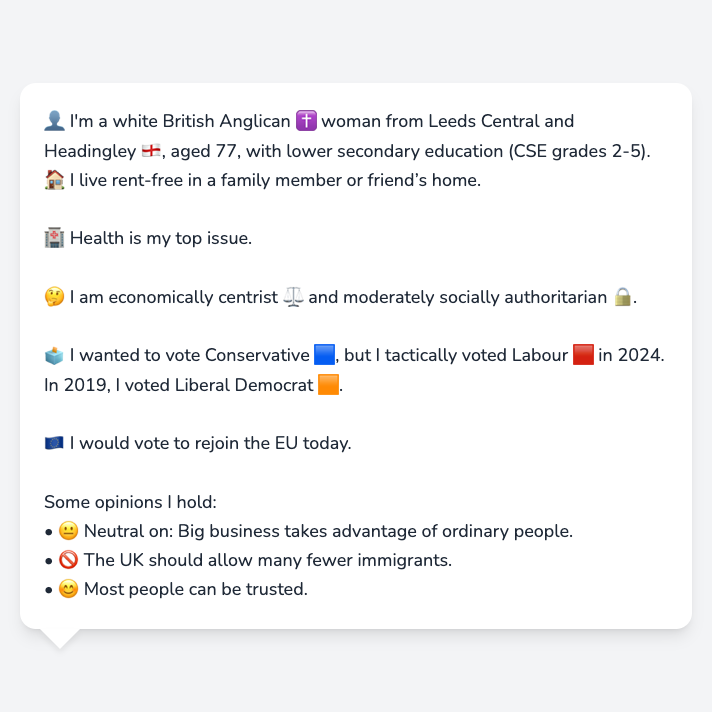 👤 I'm a white British Anglican ✝️ woman from Leeds Central and
Headingley 🏴󠁧󠁢󠁥󠁮󠁧󠁿, aged 77, with lower secondary education (CSE grades 2-5).
🏠 I live rent-free in a family member or friend’s home.
🏥 Health is my top issue.
🤔 I am economically centrist ⚖️ and moderately socially authoritarian 🔒.
🗳️ I wanted to vote Conservative 🟦, but I tactically voted Labour 🟥 in 2024.
In 2019, I voted Liberal Democrat 🟧.
🇪🇺 I would vote to rejoin the EU today.
Some opinions I hold:
• 😐 Neutral on: Big business takes advantage of ordinary people.
• 🚫 The UK should allow many fewer immigrants.
• 😊 Most people can be trusted.